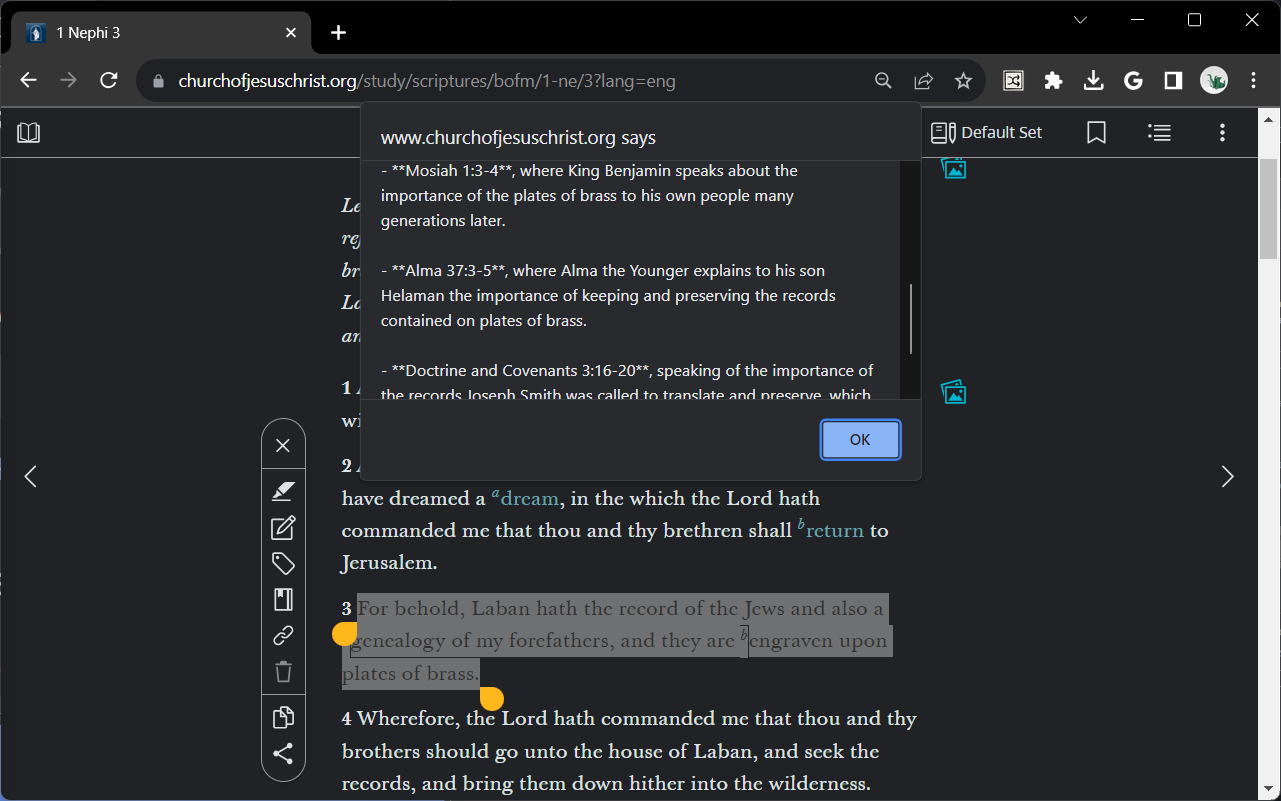 1 Nephi 3
churchofjesuschrist.org/study/scriptures/bofm/1-ne/3?lang=eng
G
Default Set
www.churchofjesuschrist.org says
- **Mosiah 1:3-4**, where King Benjamin speaks about the
importance of the plates of brass to his own people many
generations later.
- **Alma 37:3-5**, where Alma the Younger explains to his son
Helaman the importance of keeping and preserving the records
contained on plates of brass.
- **Doctrine and Covenants 3:16-20**, speaking of the importance of
the records Joseph Smith was called to translate and preserve, which
OK
Le
ref
br
La
an
1 A
wi
2 A
have dreamed a a dream, in the which the Lord hath
commanded me that thou and thy brethren shall b return to
Jerusalem.
3 For behold, Laban hath the record of the Jews and also a
genealogy of my forefathers, and they are b engraven upon
plates of brass.
4 Wherefore, the Lord hath commanded me that thou and thy
brothers should go unto the house of Laban, and seek the
records, and bring them down hither into the wilderness.